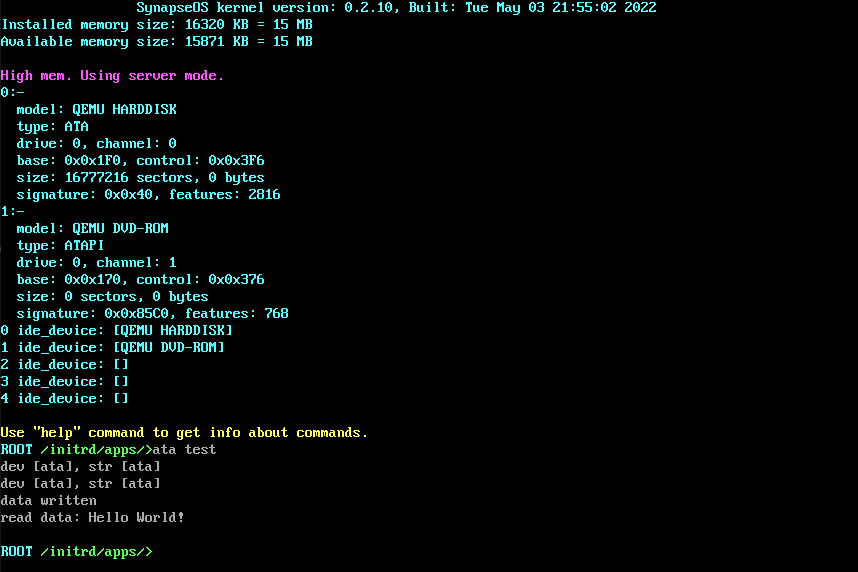 SynapseOS kernel version: 0.2.10, Built: Tue May 03 21:55:02 2022
Installed memory size: 16320 KB = 15 MB
Available memory size: 15871 KB = 15 MB
High mem. Using server mode.
0:-
model: QEMU HARDDISK
type: ATA
drive: 0, channel: 0
base: 0x0x1F0, control: 0x0x3F6
size: 16777216 sectors, 0 bytes
signature: 0x0x40, features: 2816
1:-
model: QEMU DVD-ROM
type: ATAPI
drive: 0, channel: 1
base: 0x0x170, control: 0x0x376
size: 0 sectors, 0 bytes
signature: 0x0x85C0, features: 768
0 ide_device: [QEMU HARDDISK]
1 ide_device: [QEMU DVD-ROM]
2 ide_device: []
3 ide_device: []
4 ide_device: []
Use "help" command to get info about commands.
ROOT /initrd/apps/>ata test
dev [ata], str [ata]
dev [ata], str [ata]
data written
read data: Hello World!
ROOT /initrd/apps/>